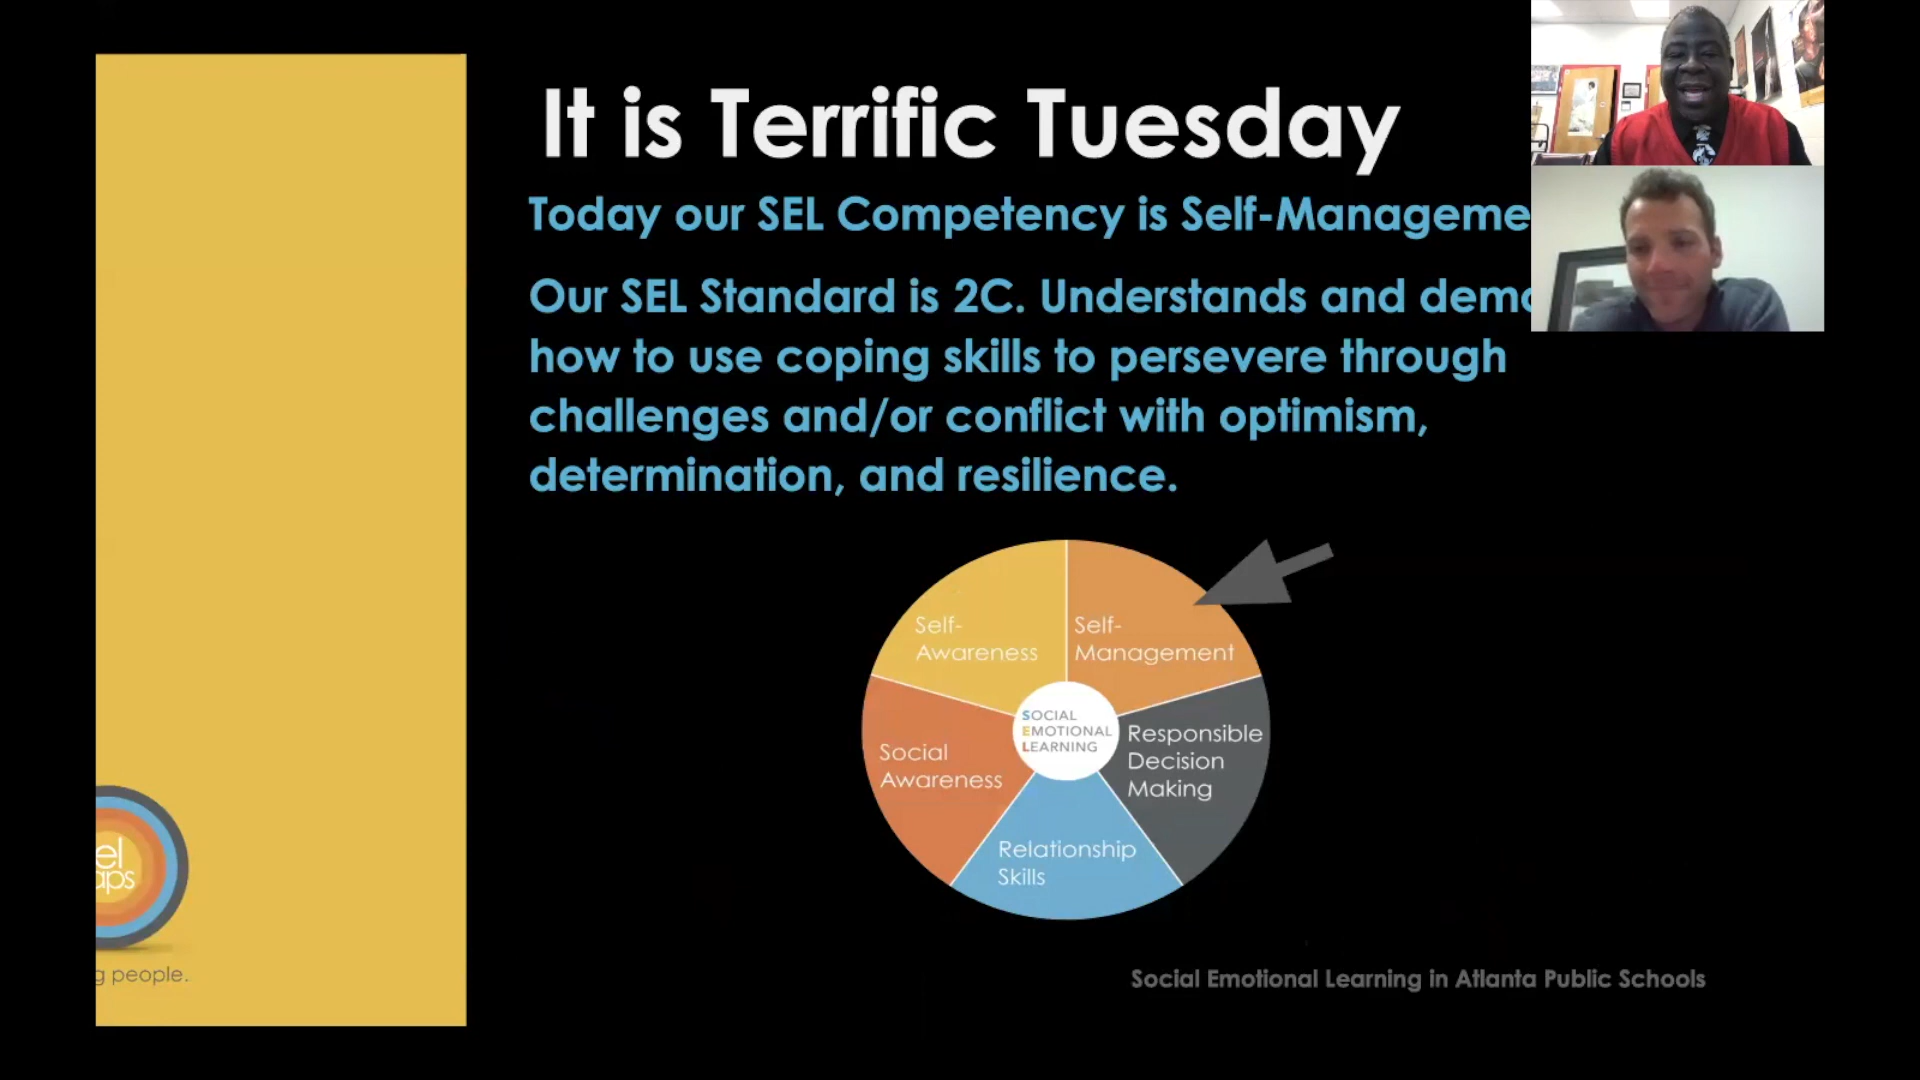 It is Terrific Tuesday
Today our SEL Competency is Self-Manageme
Our SEL Standard is 2C. Understands and demo
how to use coping skills to persevere through
challenges and/or conflict with optimism,
determination, and resilience.
Self-
Awareness
Self-
Management
SOCIAL
EMOTIONAL
LEARNING
Responsible
Decision
Making
Social
Awareness
Relationship
Skills
el
aps
g people.
Social Emotional Learning in Atlanta Public Schools